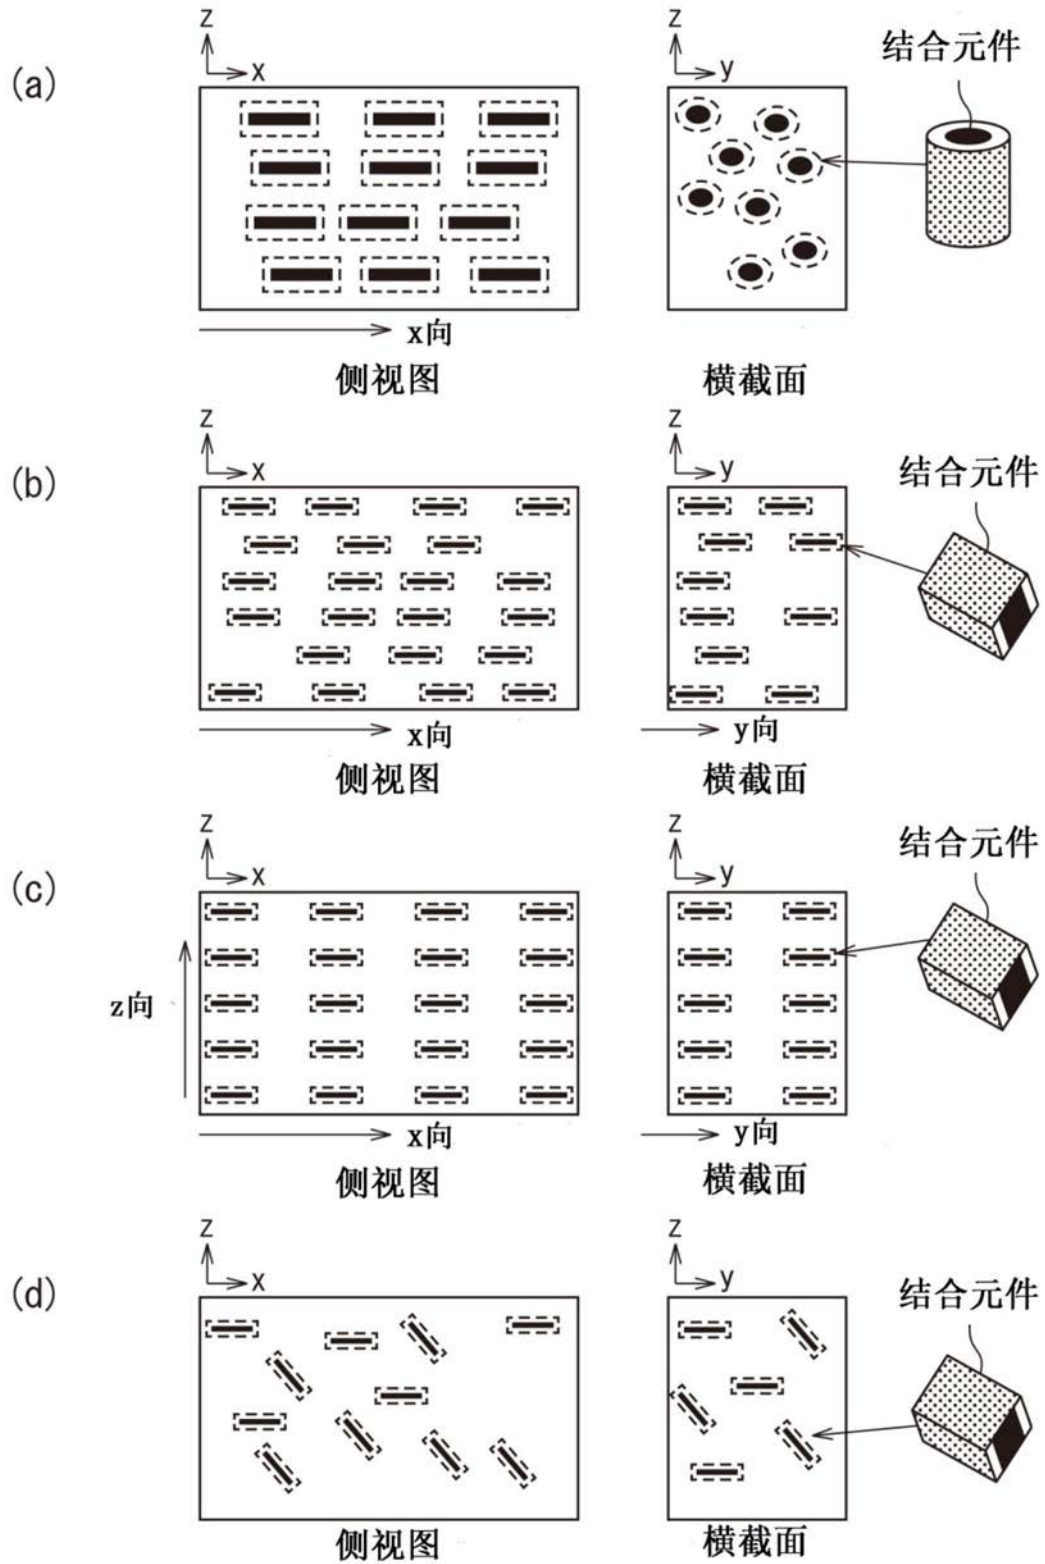 (a)
z
x
z
y
结合元件
x向
侧视图
横截面
(b)
z
x
z
y
结合元件
x向
y向
侧视图
横截面
(c)
z
x
z
y
结合元件
z向
x向
y向
侧视图
横截面
(d)
z
x
z
y
结合元件
侧视图
横截面